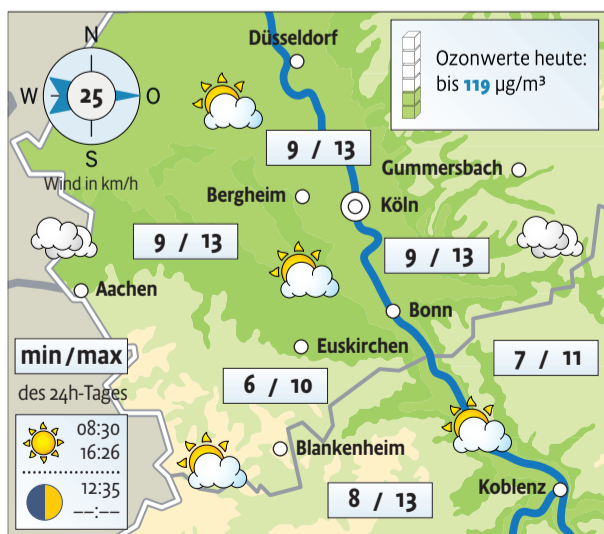 N
W 25 O
S
Wind in km/h
Düsseldorf
Ozonwerte heute:
bis 119 µg/m³
9 / 13
Gummersbach
Bergheim
Köln
9 / 13
9 / 13
Aachen
Bonn
Euskirchen
7 / 11
min/max
des 24h-Tages
6 / 10
08:30
16:26
12:35
--:--
Blankenheim
8 / 13
Koblenz